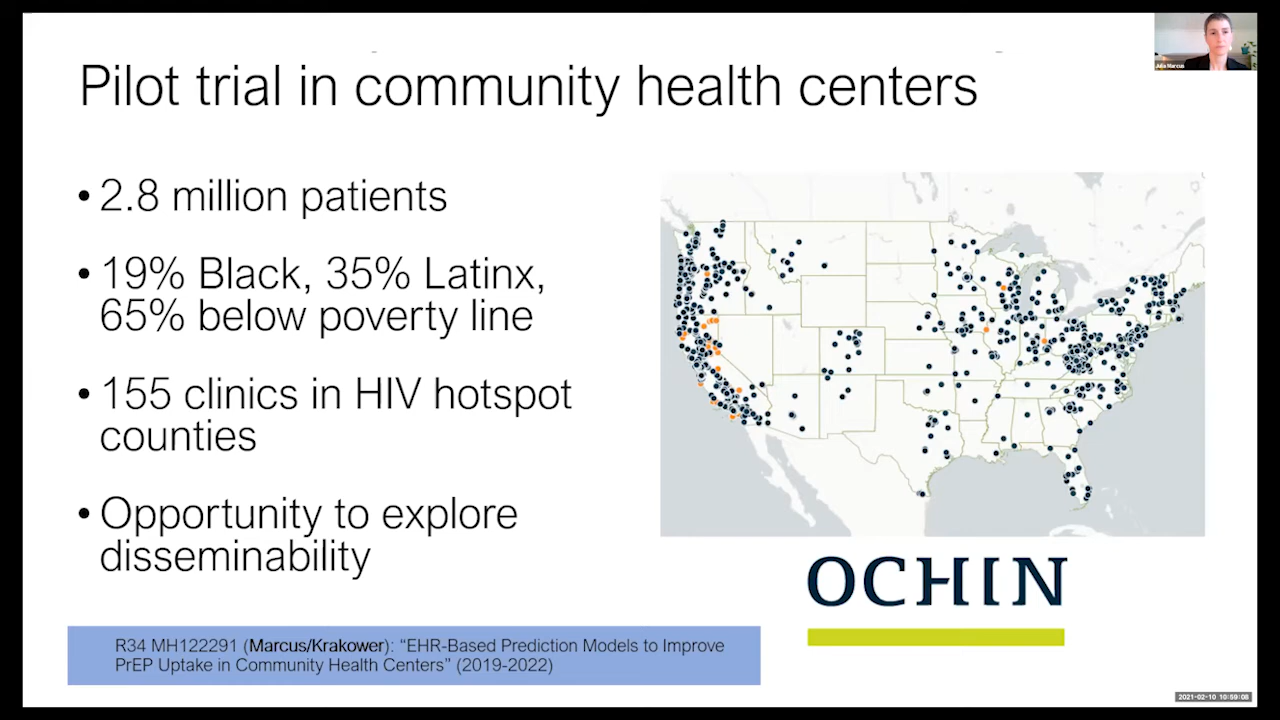 Julia Marcus
Pilot trial in community health centers
• 2.8 million patients
• 19% Black, 35% Latinx,
65% below poverty line
• 155 clinics in HIV hotspot
counties
• Opportunity to explore
disseminability
OCHIN
R34 MH122291 (Marcus/Krakower): “EHR-Based Prediction Models to Improve
PrEP Uptake in Community Health Centers” (2019-2022)
2021-02-10 10:59:08